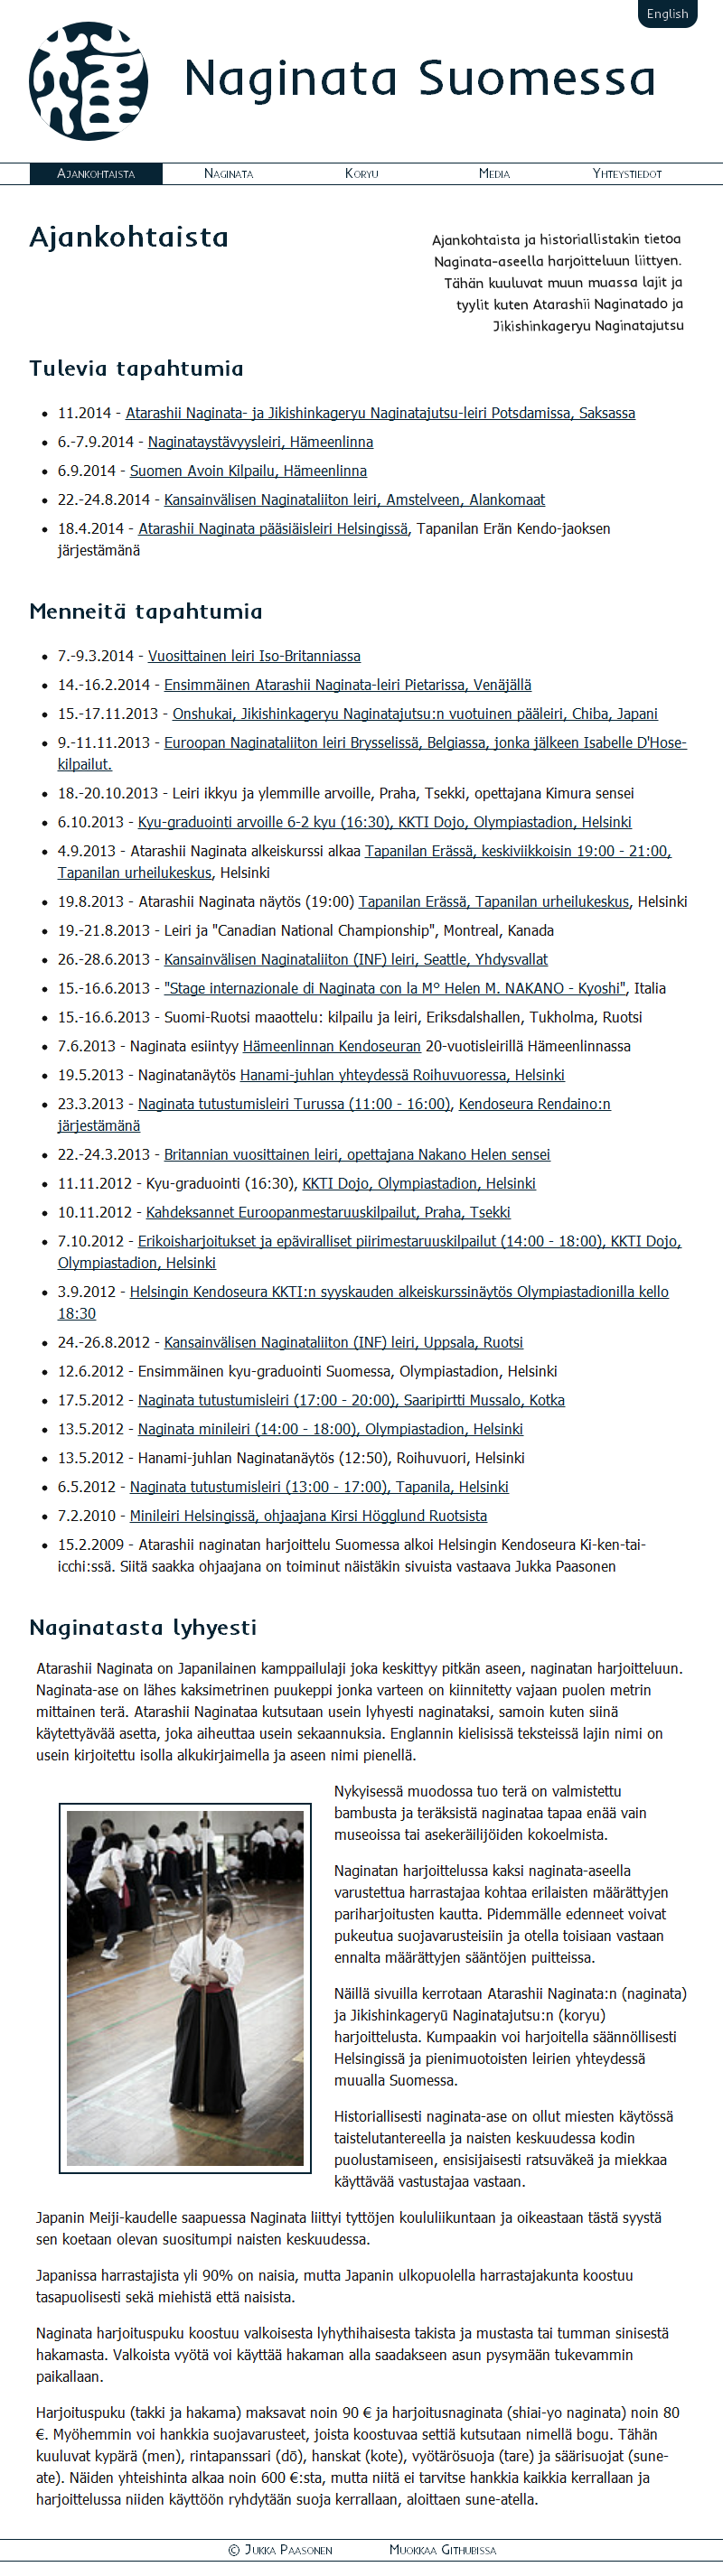 English
Naginata Suomessa
Ajankohtaista Naginata Koryu Media Yhteystiedot
Ajankohtaista
Ajankohtaista ja historiallistakin tietoa
Naginata-aseella harjoitteluun liittyen.
Tähän kuuluvat muun muassa lajit ja
tyylit kuten Atarashii Naginatado ja
Jikishinkageryu Naginatajutsu
Tulevia tapahtumia
• 11.2014 - Atarashii Naginata- ja Jikishinkageryu Naginatajutsu-leiri Potsdamissa, Saksassa
• 6.-7.9.2014 - Naginataystävyysleiri, Hämeenlinna
• 6.9.2014 - Suomen Avoin Kilpailu, Hämeenlinna
• 22.-24.8.2014 - Kansainvälisen Naginataliiton leiri, Amstelveen, Alankomaat
• 18.4.2014 - Atarashii Naginata pääsiäisleiri Helsingissä, Tapanilan Erän Kendo-jaoksen
järjestämänä
Menneitä tapahtumia
• 7.-9.3.2014 - Vuosittainen leiri Iso-Britanniassa
• 14.-16.2.2014 - Ensimmäinen Atarashii Naginata-leiri Pietarissa, Venäjällä
• 15.-17.11.2013 - Onshukai, Jikishinkageryu Naginatajutsu:n vuotuinen pääleiri, Chiba, Japani
• 9.-11.11.2013 - Euroopan Naginataliiton leiri Brysselissä, Belgiassa, jonka jälkeen Isabelle D'Hose-
kilpailut.
• 18.-20.10.2013 - Leiri ikkyu ja ylemmille arvoille, Praha, Tsekki, opettajana Kimura sensei
• 6.10.2013 - Kyu-graduointi arvoille 6-2 kyu (16:30), KKTI Dojo, Olympiastadion, Helsinki
• 4.9.2013 - Atarashii Naginata alkeiskurssi alkaa Tapanilan Erässä, keskiviikkoisin 19:00 - 21:00,
Tapanilan urheilukeskus, Helsinki
• 19.8.2013 - Atarashii Naginata näytös (19:00) Tapanilan Erässä, Tapanilan urheilukeskus, Helsinki
• 19.-21.8.2013 - Leiri ja "Canadian National Championship", Montreal, Kanada
• 26.-28.6.2013 - Kansainvälisen Naginataliiton (INF) leiri, Seattle, Yhdysvallat
• 15.-16.6.2013 - "Stage internazionale di Naginata con la M° Helen M. NAKANO - Kyoshi", Italia
• 15.-16.6.2013 - Suomi-Ruotsi maaottelu: kilpailu ja leiri, Eriksdalshallen, Tukholma, Ruotsi
• 7.6.2013 - Naginata esiintyy Hämeenlinnan Kendoseuran 20-vuotisleirillä Hämeenlinnassa
• 19.5.2013 - Naginatanäytös Hanami-juhlan yhteydessä Roihuvuoressa, Helsinki
• 23.3.2013 - Naginata tutustumisleiri Turussa (11:00 - 16:00), Kendoseura Rendaino:n
järjestämänä
• 22.-24.3.2013 - Britannian vuosittainen leiri, opettajana Nakano Helen sensei
• 11.11.2012 - Kyu-graduointi (16:30), KKTI Dojo, Olympiastadion, Helsinki
• 10.11.2012 - Kahdeksannet Euroopanmestaruuskilpailut, Praha, Tsekki
• 7.10.2012 - Erikoisharjoitukset ja epäviralliset piirimestaruuskilpailut (14:00 - 18:00), KKTI Dojo,
Olympiastadion, Helsinki
• 3.9.2012 - Helsingin Kendoseura KKTI:n syyskauden alkeiskurssinäytös Olympiastadionilla kello
18:30
• 24.-26.8.2012 - Kansainvälisen Naginataliiton (INF) leiri, Uppsala, Ruotsi
• 12.6.2012 - Ensimmäinen kyu-graduointi Suomessa, Olympiastadion, Helsinki
• 17.5.2012 - Naginata tutustumisleiri (17:00 - 20:00), Saaripirtti Mussalo, Kotka
• 13.5.2012 - Naginata minileiri (14:00 - 18:00), Olympiastadion, Helsinki
• 13.5.2012 - Hanami-juhlan Naginatanäytös (12:50), Roihuvuori, Helsinki
• 6.5.2012 - Naginata tutustumisleiri (13:00 - 17:00), Tapanila, Helsinki
• 7.2.2010 - Minileiri Helsingissä, ohjaajana Kirsi Högglund Ruotsista
• 15.2.2009 - Atarashii naginatan harjoittelu Suomessa alkoi Helsingin Kendoseura Ki-ken-tai-
icchi:ssä. Siitä saakka ohjaajana on toiminut näistäkin sivuista vastaava Jukka Paasonen
Naginatasta lyhyesti
Atarashii Naginata on Japanilainen kamppailulaji joka keskittyy pitkän aseen, naginatan harjoitteluun.
Naginata-ase on lähes kaksimetrinen puukeppi jonka varteen on kiinnitetty vajaan puolen metrin
mittainen terä. Atarashii Naginataa kutsutaan usein lyhyesti naginataksi, samoin kuten siinä
käytettyävää asetta, joka aiheuttaa usein sekaannuksia. Englannin kielisissä teksteissä lajin nimi on
usein kirjoitettu isolla alkukirjaimella ja aseen nimi pienellä.
Nykyisessä muodossa tuo terä on valmistettu
bambusta ja teräksistä naginataa tapaa enää vain
museoissa tai asekeräilijöiden kokoelmista.
Naginatan harjoittelussa kaksi naginata-aseella
varustettua harrastajaa kohtaa erilaisten määrättyjen
pariharjoitusten kautta. Pidemmälle edenneet voivat
pukeutua suojavarusteisiin ja otella toisiaan vastaan
ennalta määrättyjen sääntöjen puitteissa.
Näillä sivuilla kerrotaan Atarashii Naginata:n (naginata)
ja Jikishinkageryū Naginatajutsu:n (koryu)
harjoittelusta. Kumpaakin voi harjoitella säännöllisesti
Helsingissä ja pienimuotoisten leirien yhteydessä
muualla Suomessa.
Historiallisesti naginata-ase on ollut miesten käytössä
taistelutantereella ja naisten keskuudessa kodin
puolustamiseen, ensisijaisesti ratsuväkeä ja miekkaa
käyttävää vastustajaa vastaan.
Japanin Meiji-kaudelle saapuessa Naginata liittyi tyttöjen koululiikuntaan ja oikeastaan tästä syystä
sen koetaan olevan suositumpi naisten keskuudessa.
Japanissa harrastajista yli 90% on naisia, mutta Japanin ulkopuolella harrastajakunta koostuu
tasapuolisesti sekä miehistä että naisista.
Naginata harjoituspuku koostuu valkoisesta lyhythihaisesta takista ja mustasta tai tumman sinisestä
hakamasta. Valkoista vyötä voi käyttää hakaman alla saadakseen asun pysymään tukevammin
paikallaan.
Harjoituspuku (takki ja hakama) maksavat noin 90 € ja harjoitusnaginata (shiai-yo naginata) noin 80
€. Myöhemmin voi hankkia suojavarusteet, joista koostuvaa settiä kutsutaan nimellä bogu. Tähän
kuuluvat kypärä (men), rintapanssari (dō), hanskat (kote), vyötärösuoja (tare) ja säärisuojat (sune-
ate). Näiden yhteishinta alkaa noin 600 €:sta, mutta niitä ei tarvitse hankkia kaikkia kerrallaan ja
harjoittelussa niiden käyttöön ryhdytään suoja kerrallaan, aloittaen sune-atella.
© Jukka Paasonen Muokkaa Githubissa